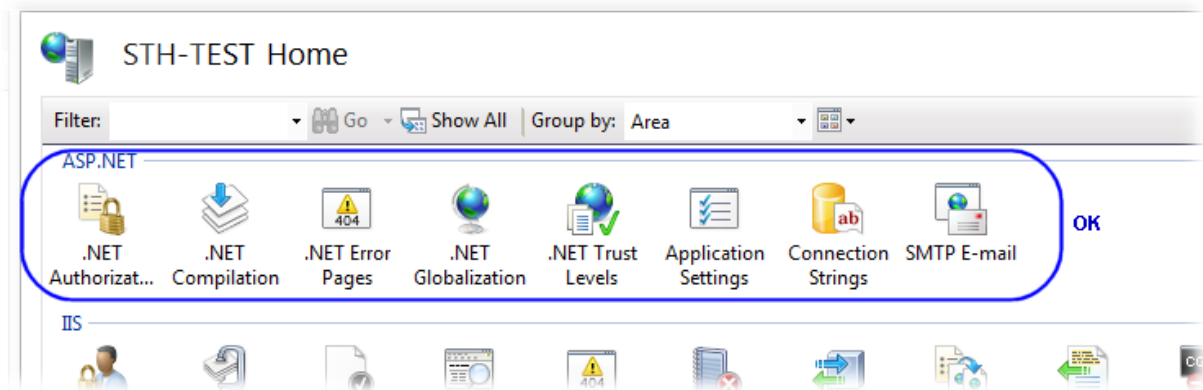 STH-TEST Home
Filter: Go Show All Group by: Area
ASP.NET
.NET Authorizat...
.NET Compilation
404
.NET Error Pages
.NET Globalization
.NET Trust Levels
Application Settings
ab
Connection Strings
SMTP E-mail
OK
IIS
404